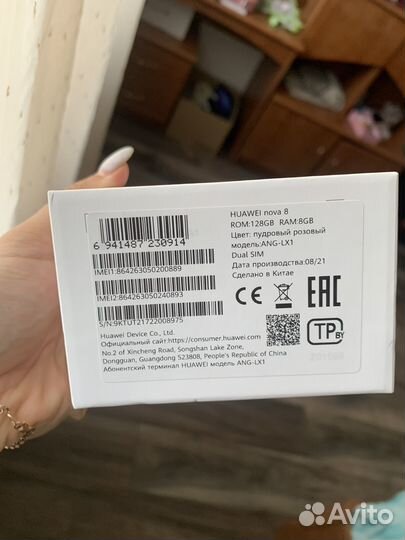 HUAWEI nova 8
ROM:128GB RAM:8GB
Цвет: пудровый розовый
модель:ANG-LX1
Dual SIM
Дата производства:08/21
Сделано в Китае
6 941487 230914
IMEI1:864263050200889
IMEI2:864263050240893
S/N:9KTUT21722008975
Huawei Device Co., Ltd.
Официальный сайт:https://consumer.huawei.com
No.2 of Xincheng Road, Songshan Lake Zone,
Dongguan, Guangdong 523808, People's Republic of China
Абонентский терминал HUAWEI модель ANG-LX1
CE
EAC
TP BY
Avito